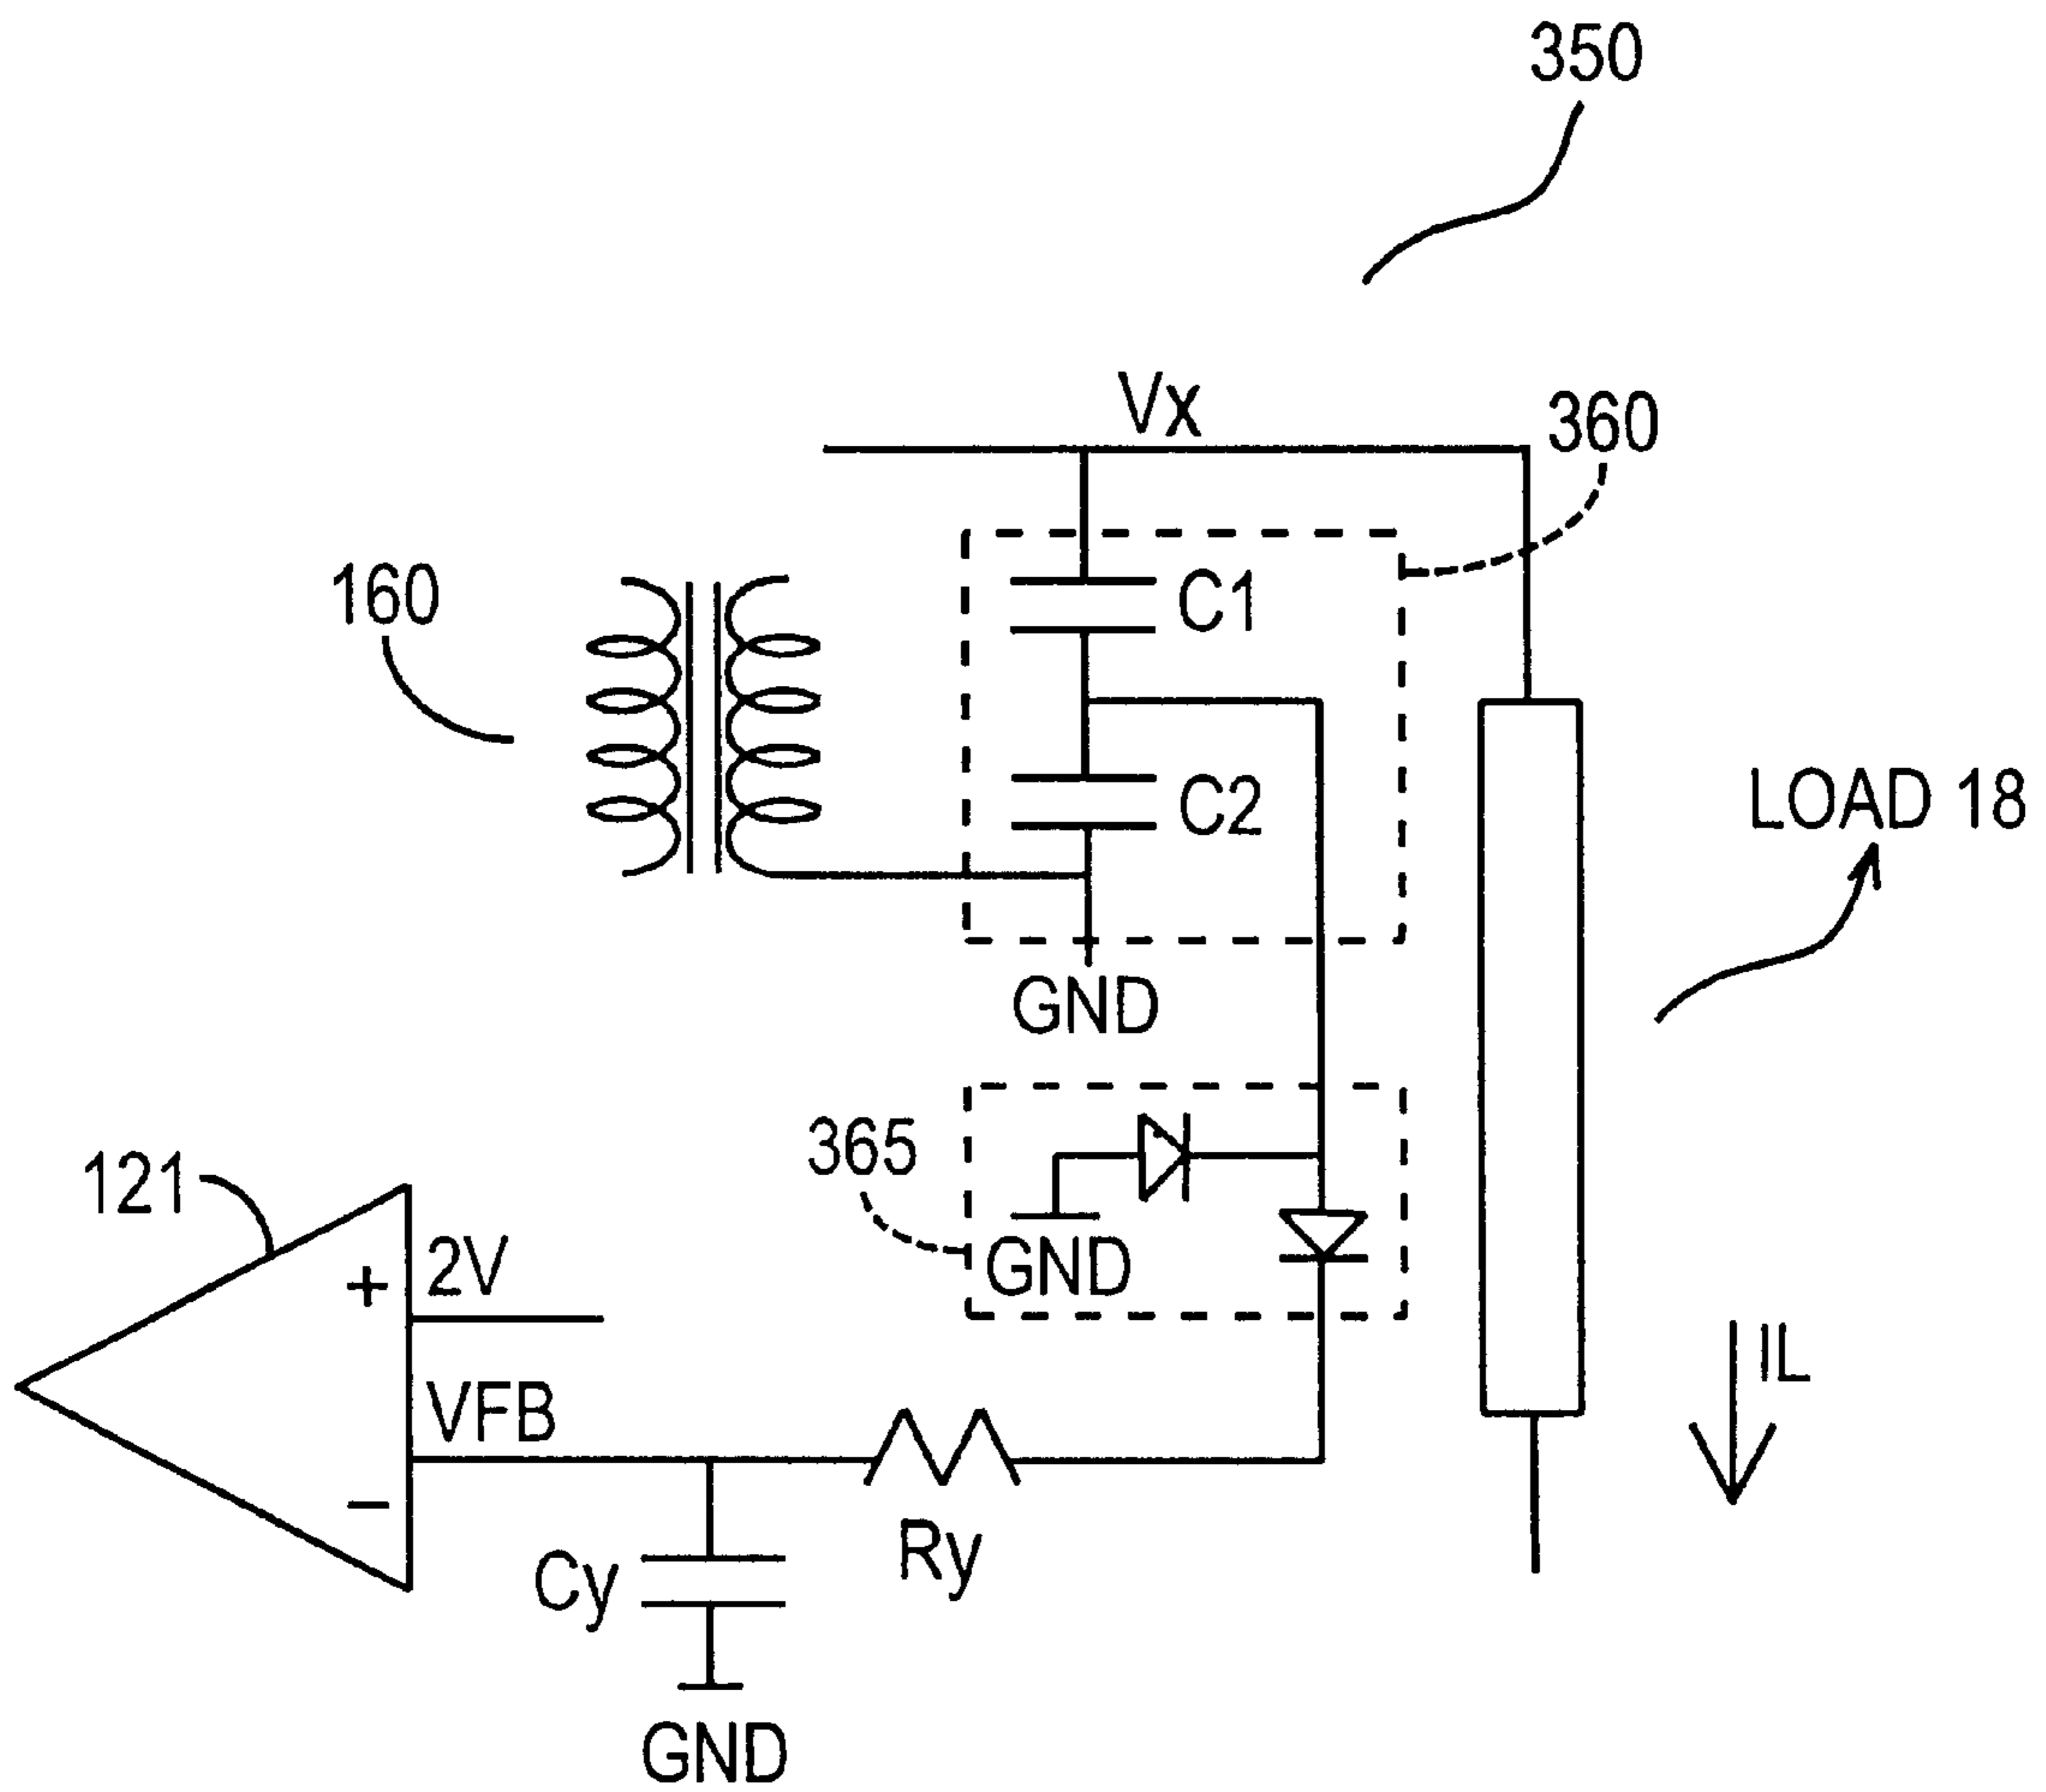 350
Vx
360
160
C1
C2
LOAD 18
GND
365
121
GND
2V
+
IL
VFB
−
Ry
Cy
GND